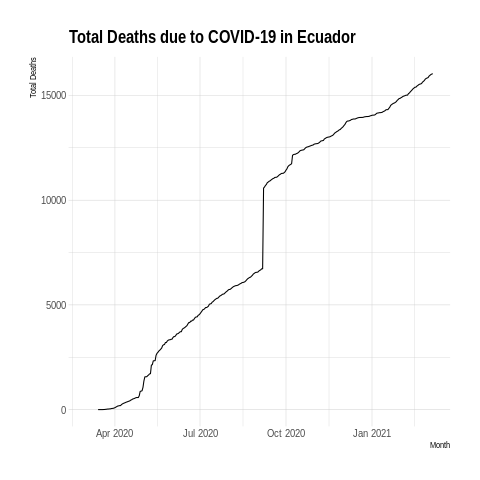 Total Deaths due to COVID-19 in Ecuador
Total Deaths
15000
10000
5000
0
Apr 2020 Jul 2020 Oct 2020 Jan 2021
Month